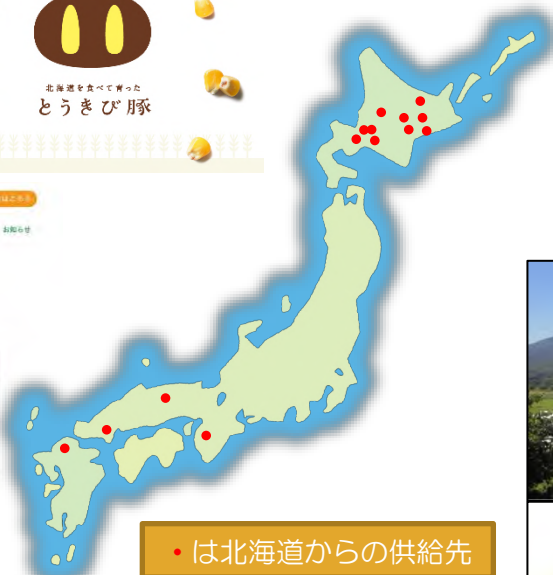 北海道を食べて育った
とうきび豚
お知らせ
・は北海道からの供給先